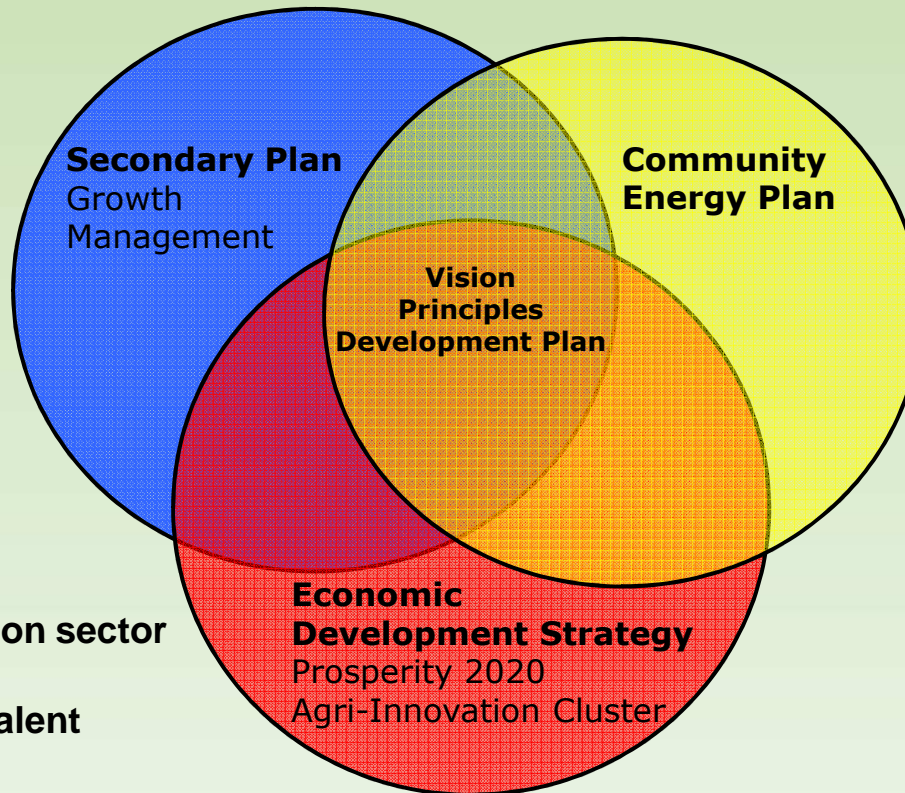 Secondary Plan
Growth
Management
Community
Energy Plan
Vision
Principles
Development Plan
Economic
Development Strategy
Prosperity 2020
Agri-Innovation Cluster
on sector
alent